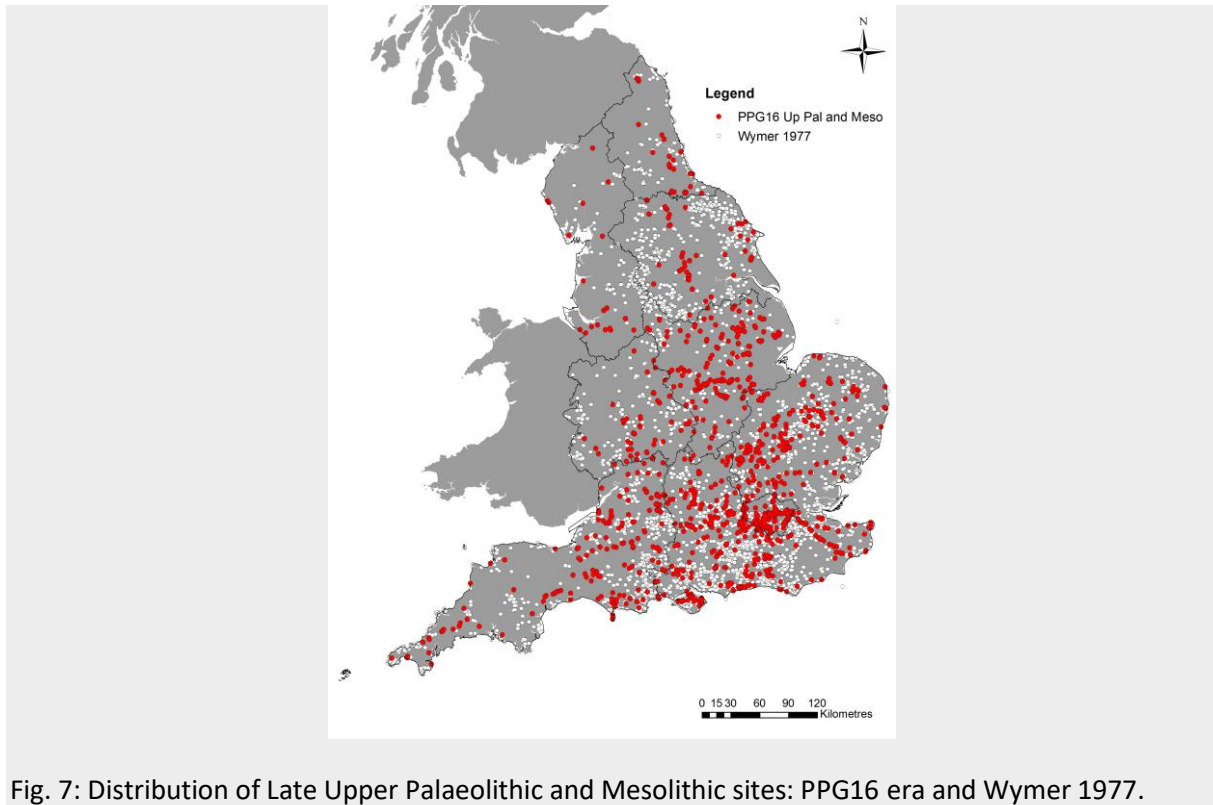 N
Legend
PPG16 Up Pal and Meso
Wymer 1977
0 15 30 60 90 120
Kilometres
Fig. 7: Distribution of Late Upper Palaeolithic and Mesolithic sites: PPG16 era and Wymer 1977.